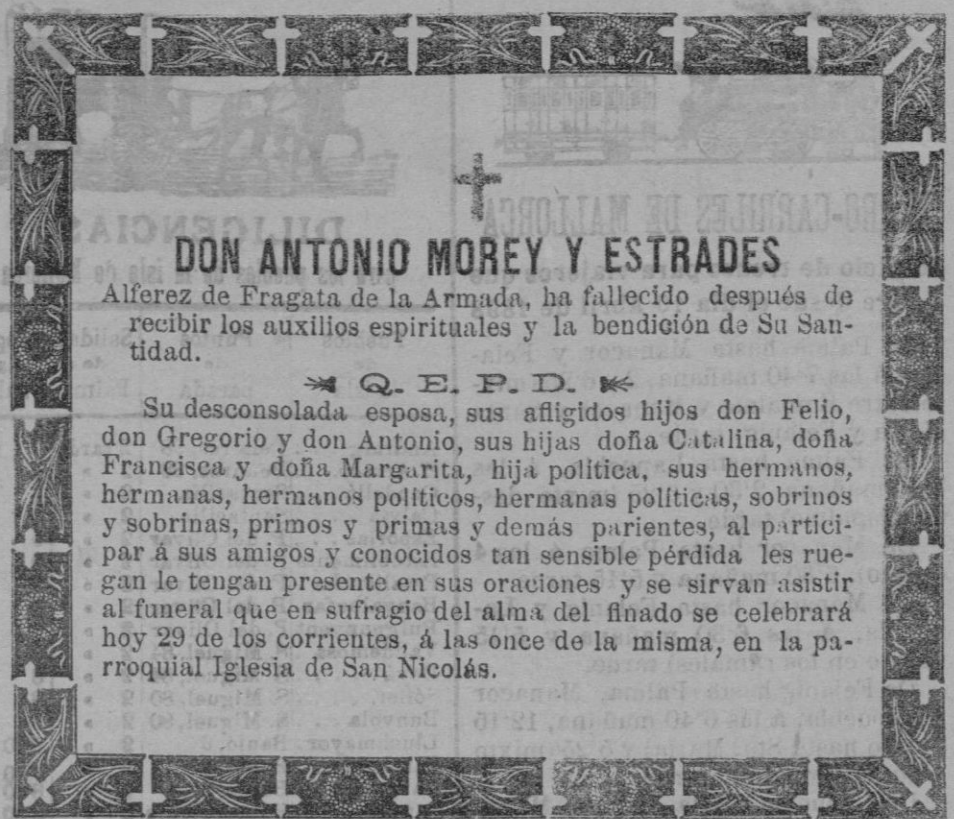 DON ANTONIO MOREY Y ESTRADES
Alferez de Fragata de la Armada, ha fallecido después de
recibir los auxilios espirituales y la bendición de Su San-
tidad.
Q. E. P. D.
Su desconsolada esposa, sus afligidos hijos don Felio,
don Gregorio y don Antonio, sus hijas doña Catalina, doña
Francisca y doña Margarita, hija política, sus hermanos,
hermanas, hermanos políticos, hermanas políticas, sobrinos
y sobrinas, primos y primas y demás parientes, al partici-
par á sus amigos y conocidos tan sensible pérdida les rue-
gan le tengan presente en sus oraciones y se sirvan asistir
al funeral que en sufragio del alma del finado se celebrará
hoy 29 de los corrientes, á las once de la misma, en la pa-
rroquial Iglesia de San Nicolás.